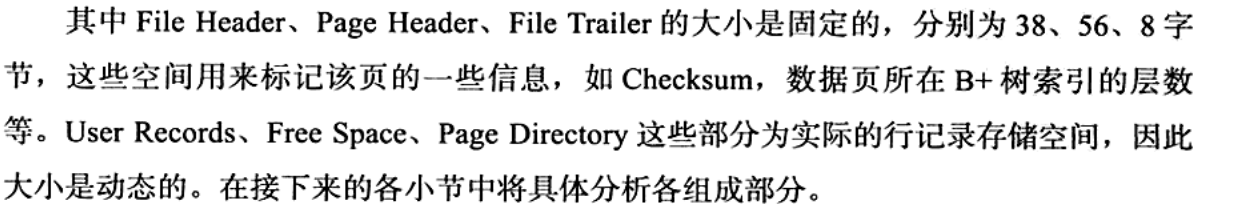 其中 File Header、Page Header、File Trailer 的大小是固定的，分别为 38、56、8 字
节，这些空间用来标记该页的一些信息，如 Checksum，数据页所在 B+ 树索引的层数
等。User Records、Free Space、Page Directory 这些部分为实际的行记录存储空间，因此
大小是动态的。在接下来的各小节中将具体分析各组成部分。